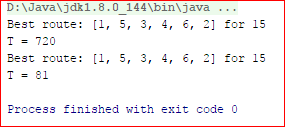 D:\Java\jdk1.8.0_144\bin\java ...
Best route: [1, 5, 3, 4, 6, 2] for 15
T = 720
Best route: [1, 5, 3, 4, 6, 2] for 15
T = 81
Process finished with exit code 0